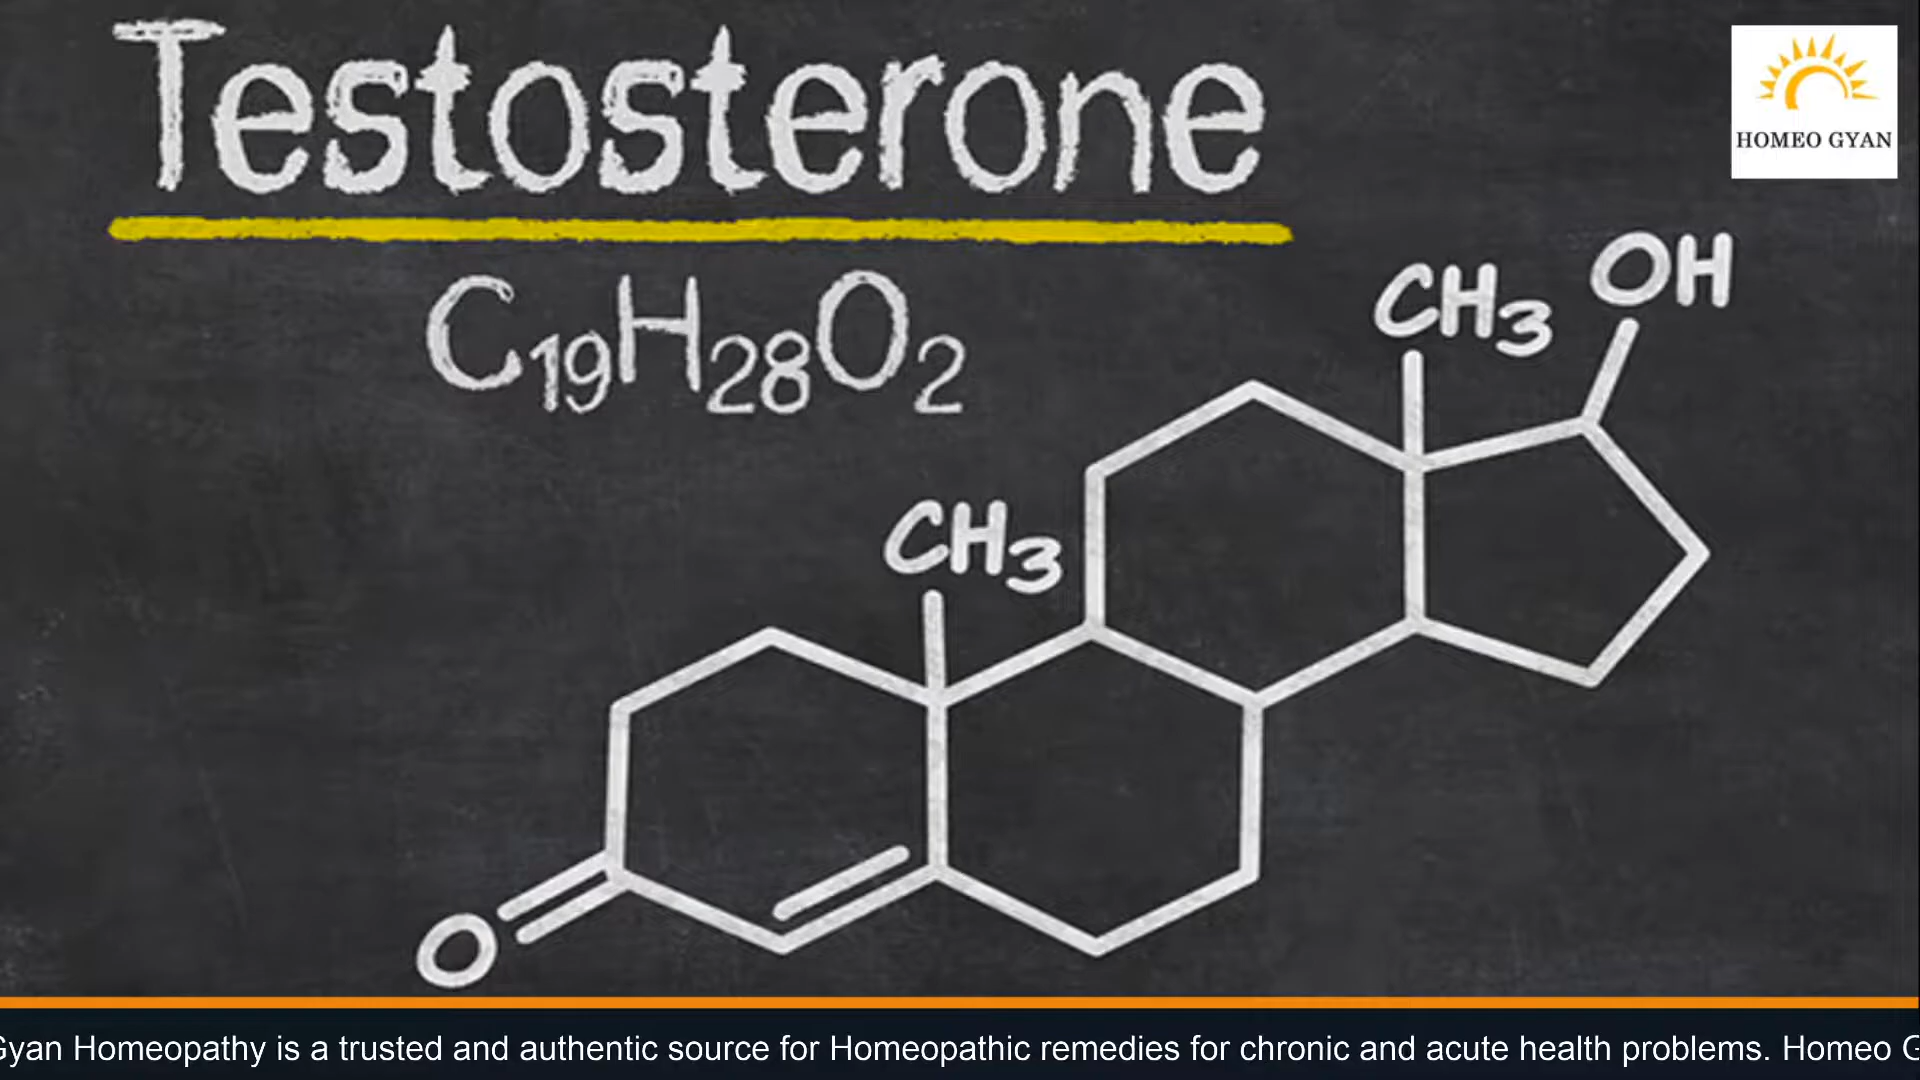 Testosterone
HOMEO GYAN
C19H28O2
CH3
OH
CH3
O
Gyan Homeopathy is a trusted and authentic source for Homeopathic remedies for chronic and acute health problems. Homeo G